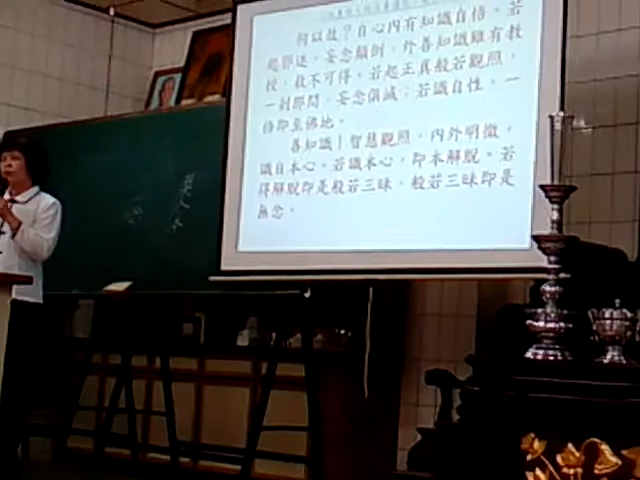 何以故？自心內有知識自悟。若
起邪迷，妄念顛倒，外善知識雖有教
授，救不可得。若起正真般若觀照，
一剎那間，妄念俱滅；若識自性，一
悟即至佛地。
善知識！智慧觀照，內外明徹，
識自本心。若識本心，即本解脫。若
得解脫即是般若三昧，般若三昧即是
無念。